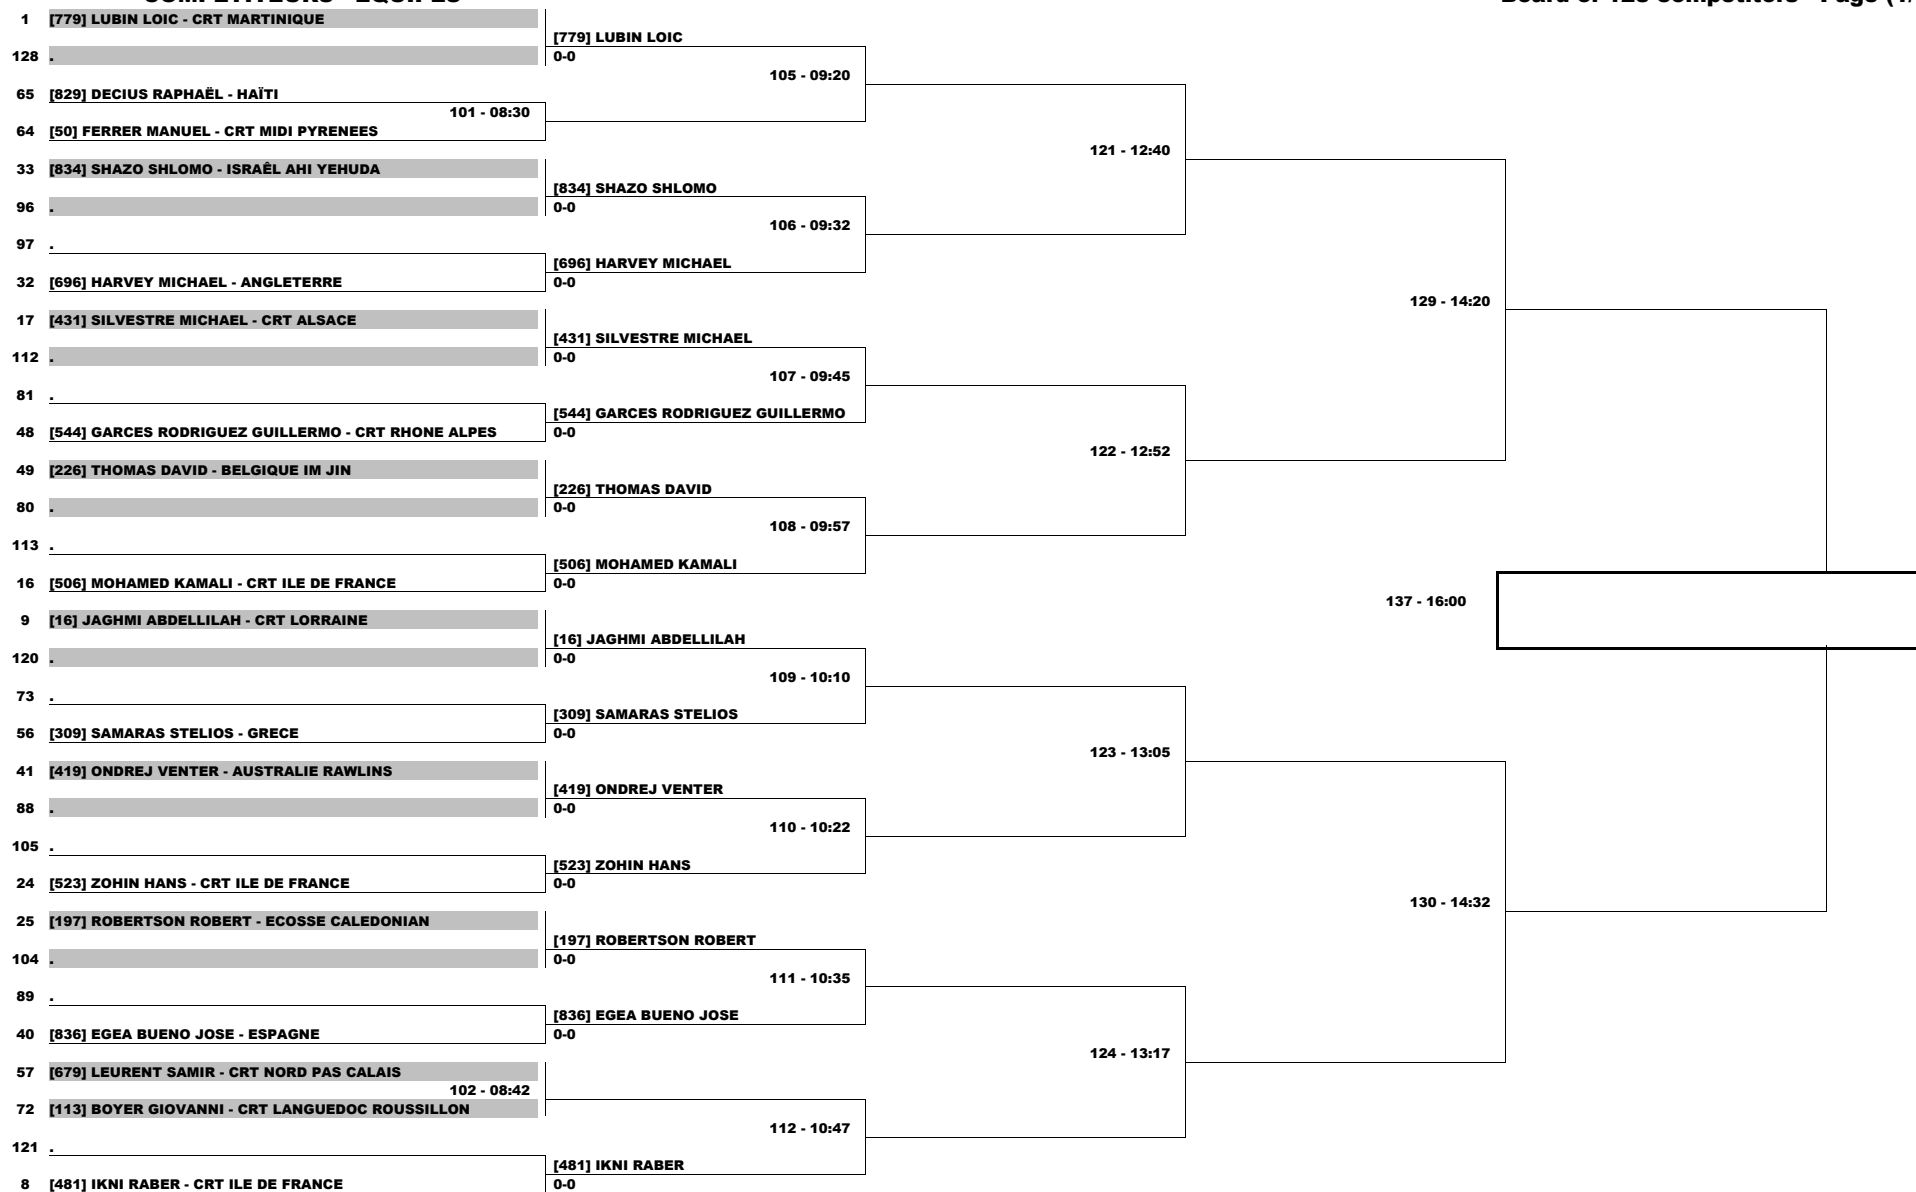 1 [779] LUBIN LOIC - CRT MARTINIQUE
[779] LUBIN LOIC
128 .
0-0
105 - 09:20
65 [829] DECIUS RAPHAËL - HAÏTI
101 - 08:30
64 [50] FERRER MANUEL - CRT MIDI PYRENEES
121 - 12:40
33 [834] SHAZO SHLOMO - ISRAÊL AHI YEHUDA
[834] SHAZO SHLOMO
96 .
0-0
106 - 09:32
97 .
[696] HARVEY MICHAEL
32 [696] HARVEY MICHAEL - ANGLETERRE
0-0
129 - 14:20
17 [431] SILVESTRE MICHAEL - CRT ALSACE
[431] SILVESTRE MICHAEL
112 .
0-0
107 - 09:45
81 .
[544] GARCES RODRIGUEZ GUILLERMO
48 [544] GARCES RODRIGUEZ GUILLERMO - CRT RHONE ALPES
0-0
122 - 12:52
49 [226] THOMAS DAVID - BELGIQUE IM JIN
[226] THOMAS DAVID
80 .
0-0
108 - 09:57
113 .
[506] MOHAMED KAMALI
16 [506] MOHAMED KAMALI - CRT ILE DE FRANCE
0-0
137 - 16:00
9 [16] JAGHMI ABDELLILAH - CRT LORRAINE
[16] JAGHMI ABDELLILAH
120 .
0-0
109 - 10:10
73 .
[309] SAMARAS STELIOS
56 [309] SAMARAS STELIOS - GRECE
0-0
123 - 13:05
41 [419] ONDREJ VENTER - AUSTRALIE RAWLINS
[419] ONDREJ VENTER
88 .
0-0
110 - 10:22
105 .
[523] ZOHIN HANS
24 [523] ZOHIN HANS - CRT ILE DE FRANCE
0-0
130 - 14:32
25 [197] ROBERTSON ROBERT - ECOSSE CALEDONIAN
[197] ROBERTSON ROBERT
104 .
0-0
111 - 10:35
89 .
[836] EGEA BUENO JOSE
40 [836] EGEA BUENO JOSE - ESPAGNE
0-0
124 - 13:17
57 [679] LEURENT SAMIR - CRT NORD PAS CALAIS
102 - 08:42
72 [113] BOYER GIOVANNI - CRT LANGUEDOC ROUSSILLON
112 - 10:47
121 .
[481] IKNI RABER
8 [481] IKNI RABER - CRT ILE DE FRANCE
0-0